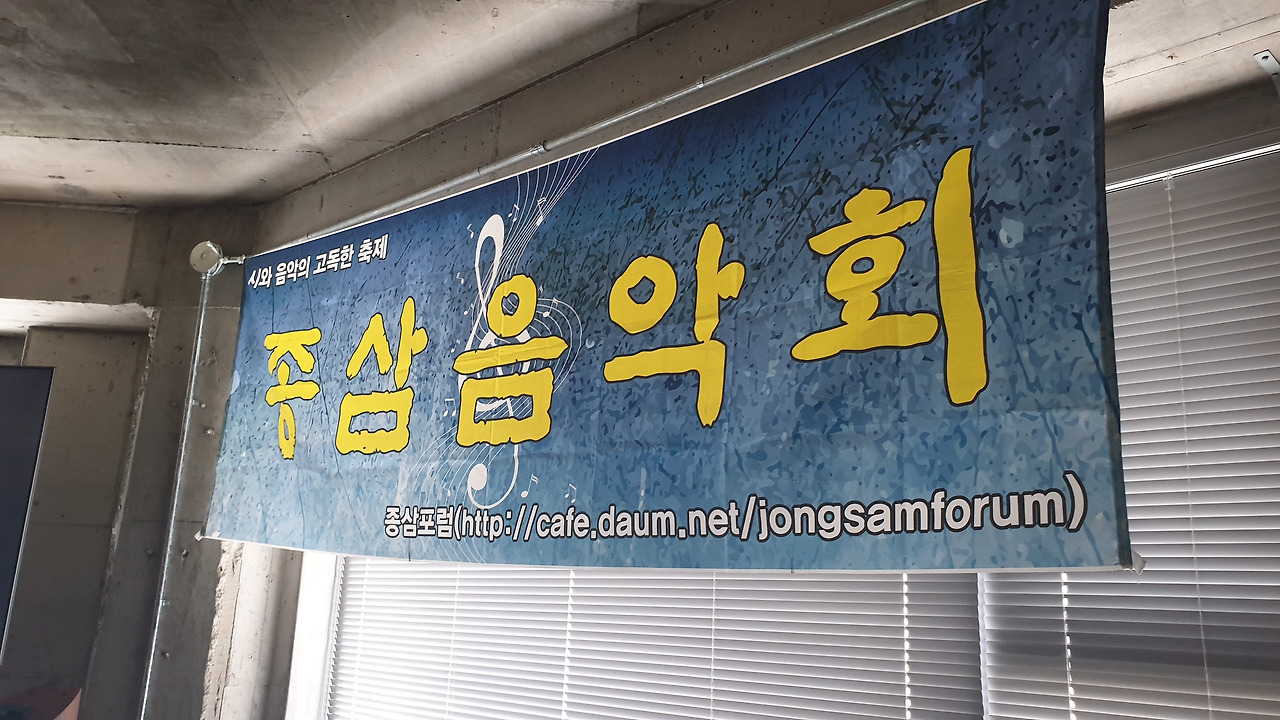 시와 음악의 고독한 축제
종삼음악회
종삼포럼(http://cafe.daum.net/jongsamforum)